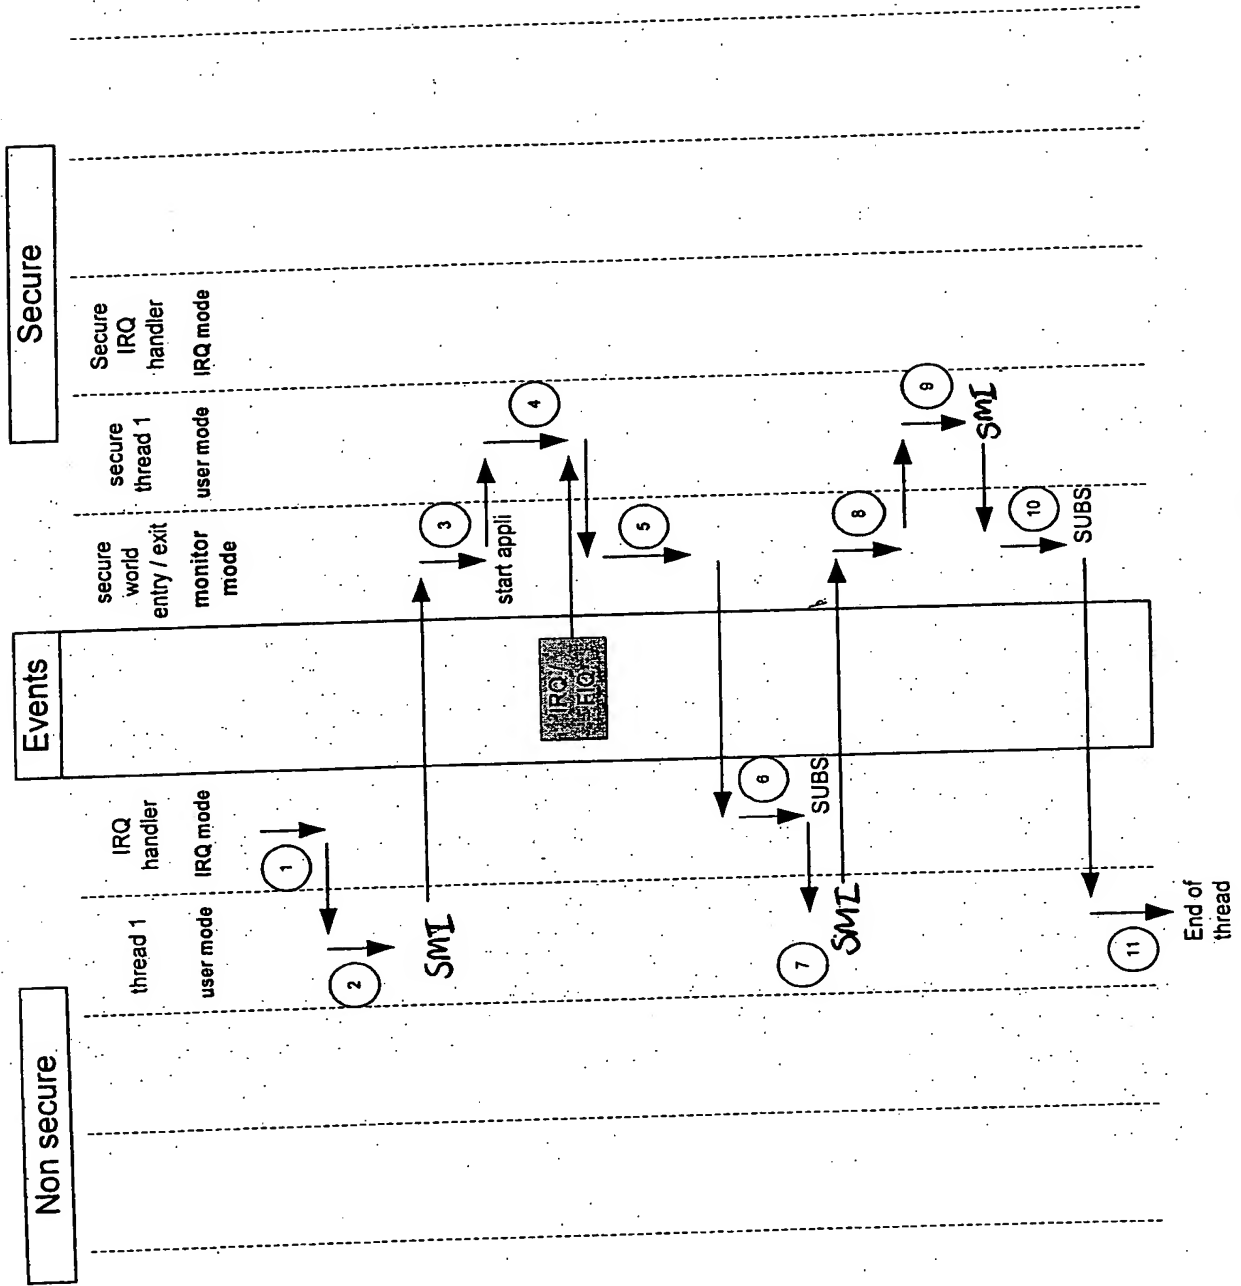 Non secure
Events
Secure
thread 1
user mode
IRQ
handler
IRQ mode
secure
world
entry / exit
monitor
mode
secure
thread 1
user mode
Secure
IRQ
handler
IRQ mode
1
2
SMI
3
start appli
4
IRQ /
FIQ
5
6
SUBS
7
SMI
8
9
SMI
10
SUBS
11
End of
thread